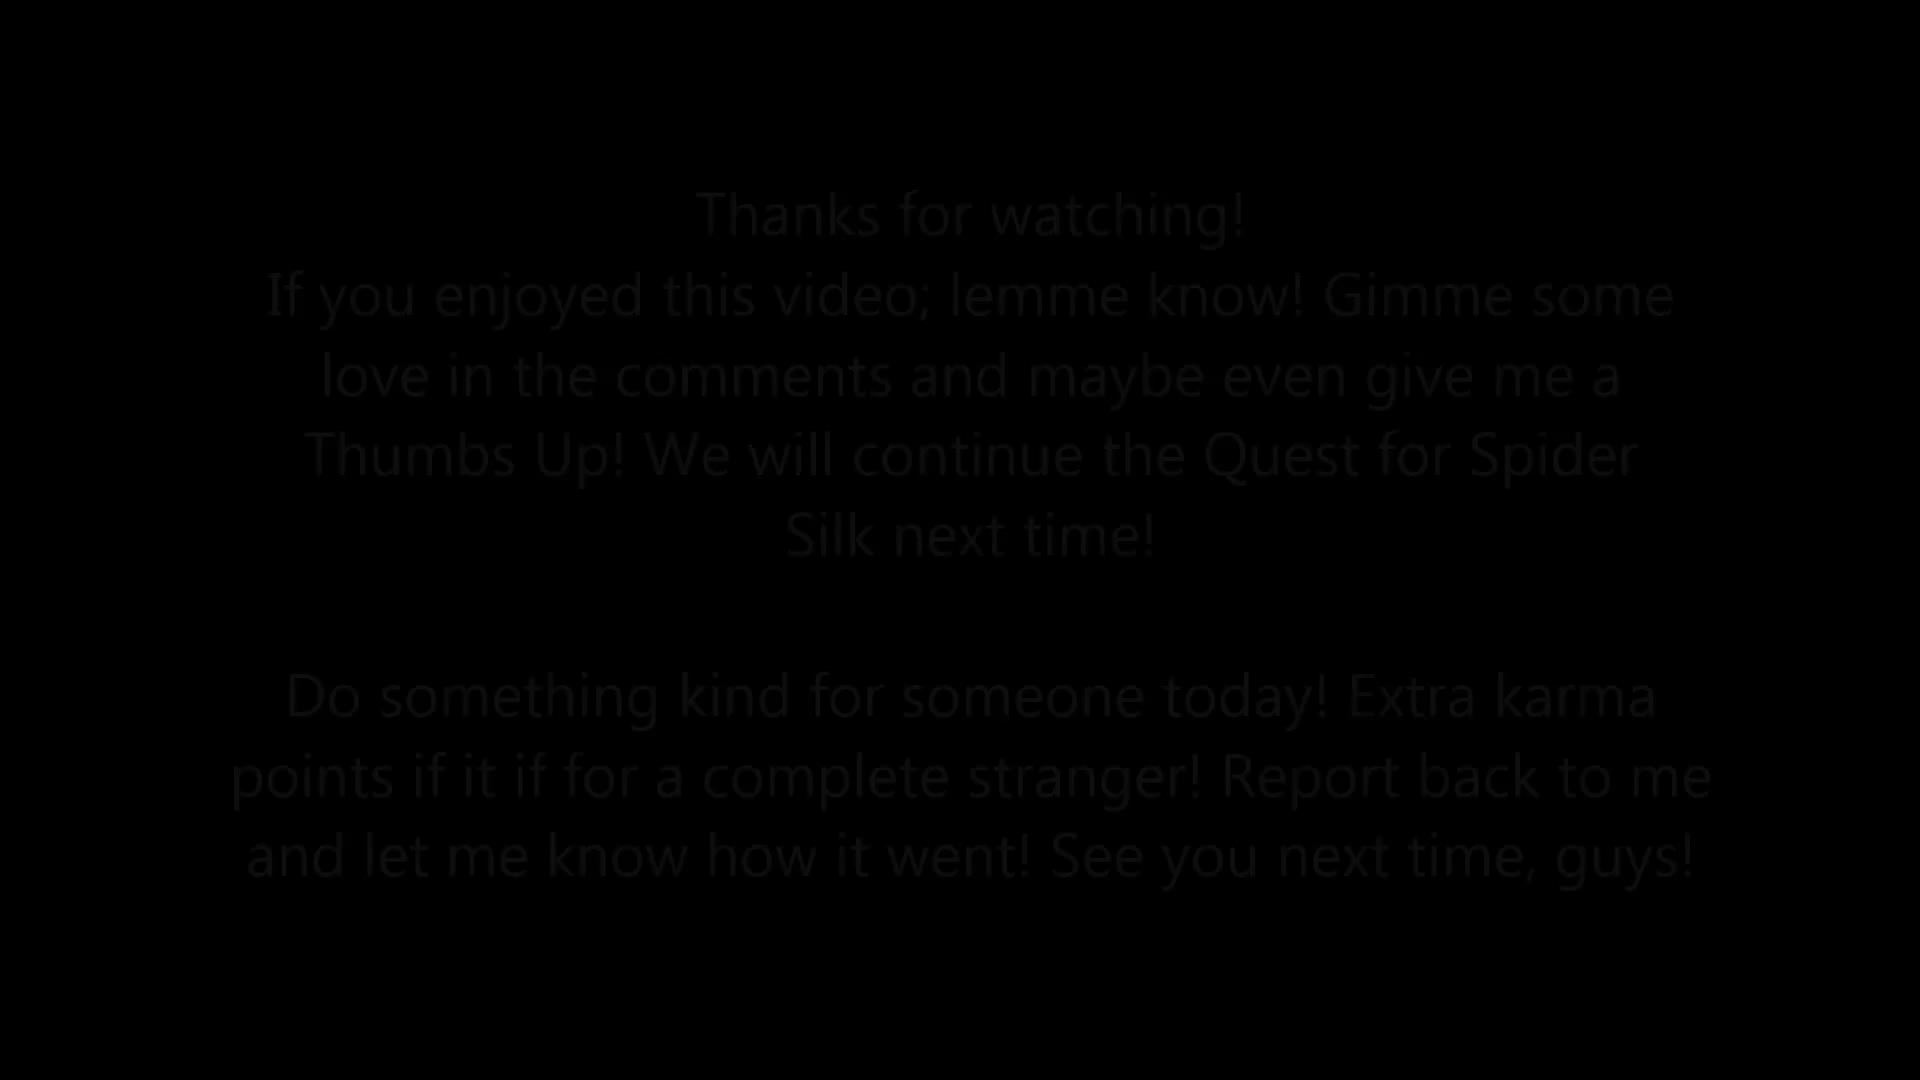 Thanks for watching!
If you enjoyed this video; lemme know! Gimme some
love in the comments and maybe even give me a
Thumbs Up! We will continue the Quest for Spider
Silk next time!
Do something kind for someone today! Extra karma
points if it if for a complete stranger! Report back to me
and let me know how it went! See you next time, guys!